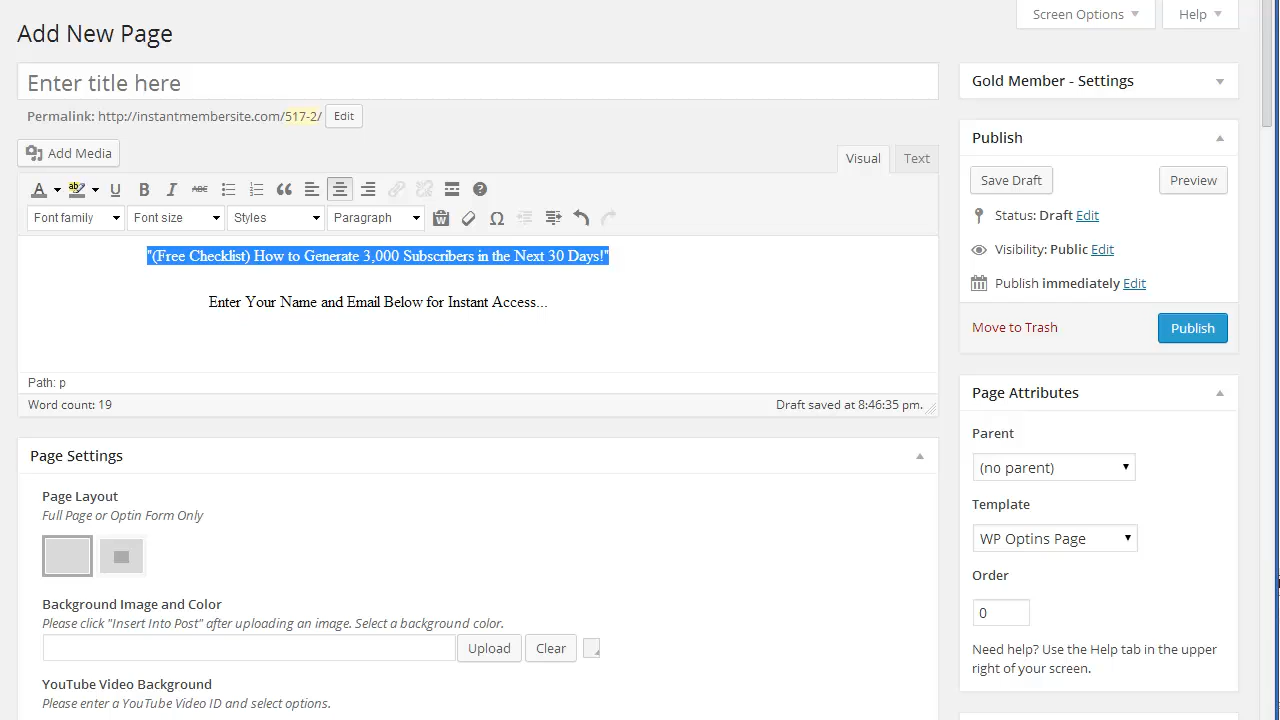 Screen Options Help
Add New Page
Enter title here
Permalink: http://instantmembersite.com/517-2/ Edit
Add Media
Visual Text
A ab U B I ABC
Font family Font size Styles Paragraph W Ω
"(Free Checklist) How to Generate 3,000 Subscribers in the Next 30 Days!"
Enter Your Name and Email Below for Instant Access...
Path: p
Word count: 19 Draft saved at 8:46:35 pm.
Page Settings
Page Layout
Full Page or Optin Form Only
Background Image and Color
Please click "Insert Into Post" after uploading an image. Select a background color.
Upload Clear
YouTube Video Background
Please enter a YouTube Video ID and select options.
Gold Member - Settings
Publish
Save Draft Preview
Status: Draft Edit
Visibility: Public Edit
Publish immediately Edit
Move to Trash Publish
Page Attributes
Parent
(no parent)
Template
WP Optins Page
Order
0
Need help? Use the Help tab in the upper
right of your screen.